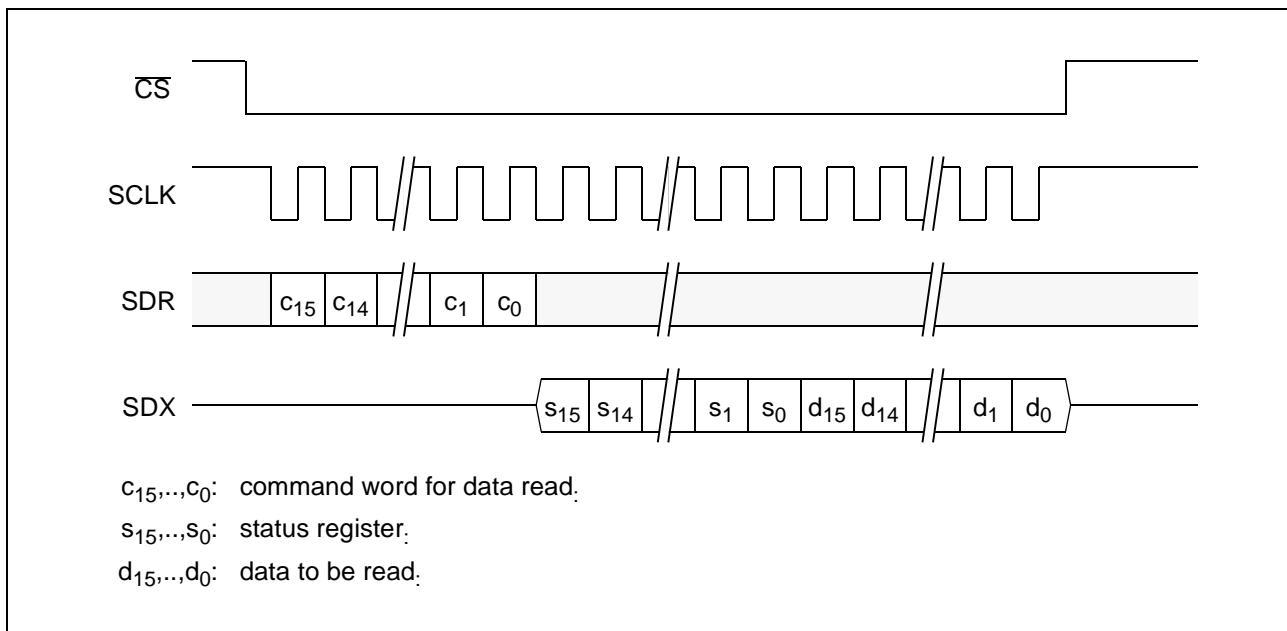 C̅S̅
SCLK
SDR c₁₅ c₁₄ c₁ c₀
SDX s₁₅ s₁₄ s₁ s₀ d₁₅ d₁₄ d₁ d₀
c₁₅,..,c₀: command word for data read:
s₁₅,..,s₀: status register:
d₁₅,..,d₀: data to be read: